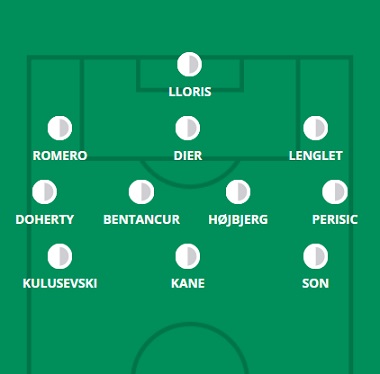 LLORIS
ROMERO DIER LENGLET
DOHERTY BENTANCUR HØJBJERG PERISIC
KULUSEVSKI KANE SON